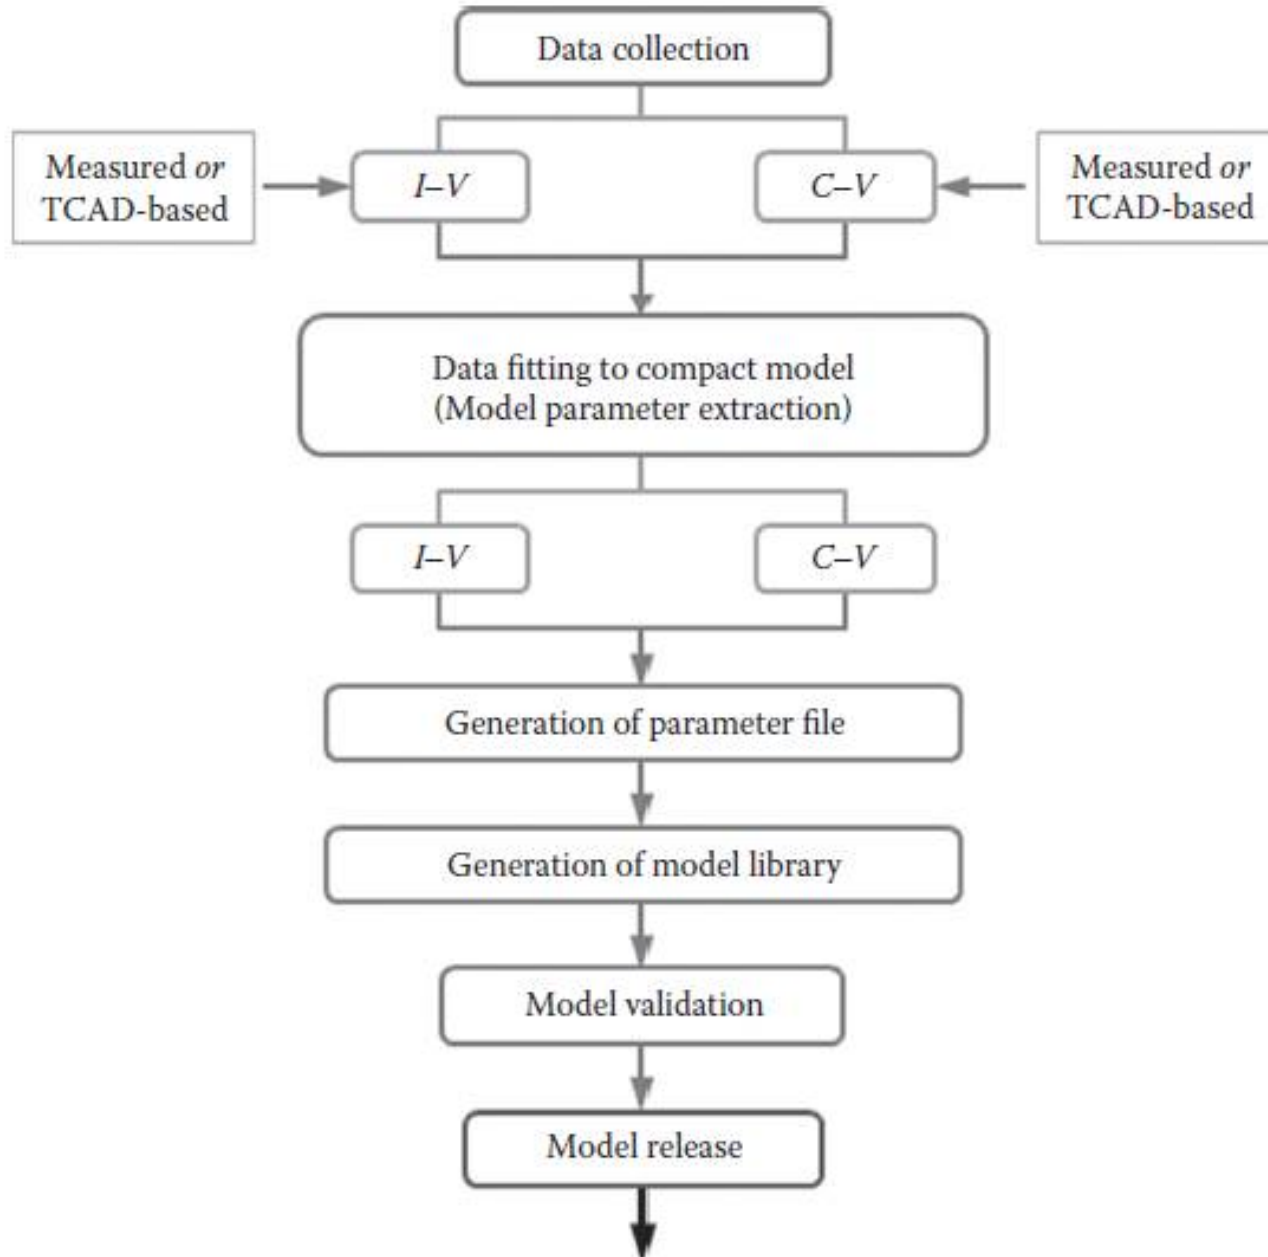 Data collection
Measured or
TCAD-based
I–V
C–V
Measured or
TCAD-based
Data fitting to compact model
(Model parameter extraction)
I–V
C–V
Generation of parameter file
Generation of model library
Model validation
Model release